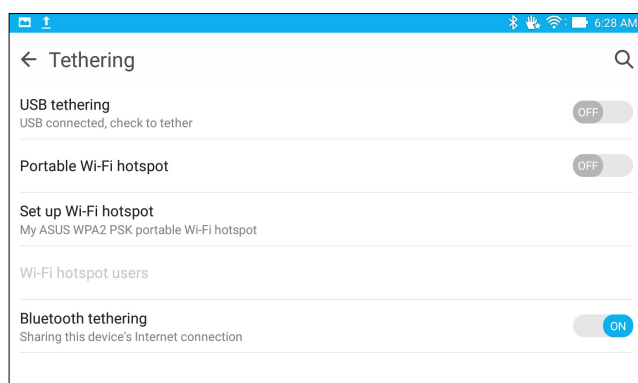 6:28 AM
Tethering
USB tethering
OFF
USB connected, check to tether
Portable Wi-Fi hotspot
OFF
Set up Wi-Fi hotspot
My ASUS WPA2 PSK portable Wi-Fi hotspot
Wi-Fi hotspot users
Bluetooth tethering
ON
Sharing this device's Internet connection